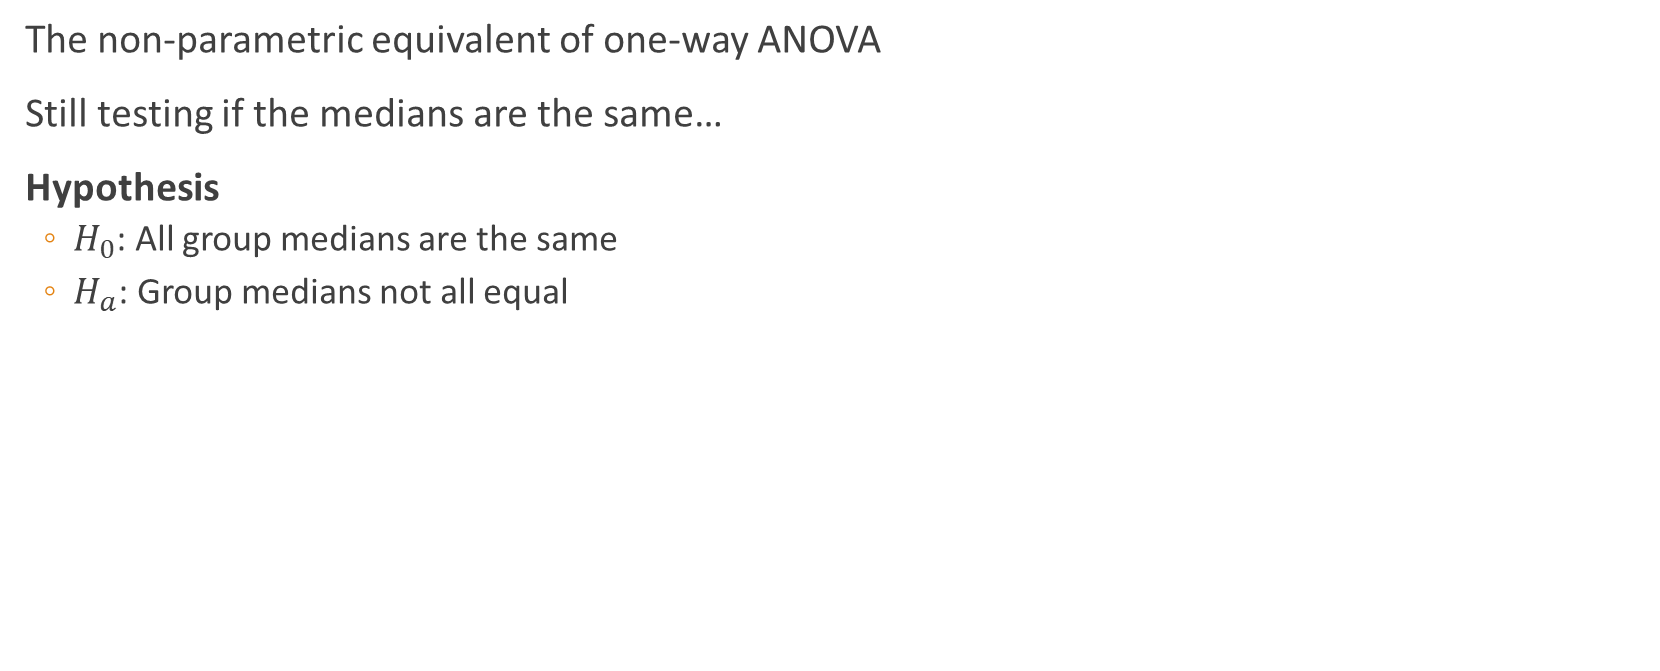 The non-parametric equivalent of one-way ANOVA
Still testing if the medians are the same...
Hypothesis
◦ H₀: All group medians are the same
◦ Hₐ: Group medians not all equal